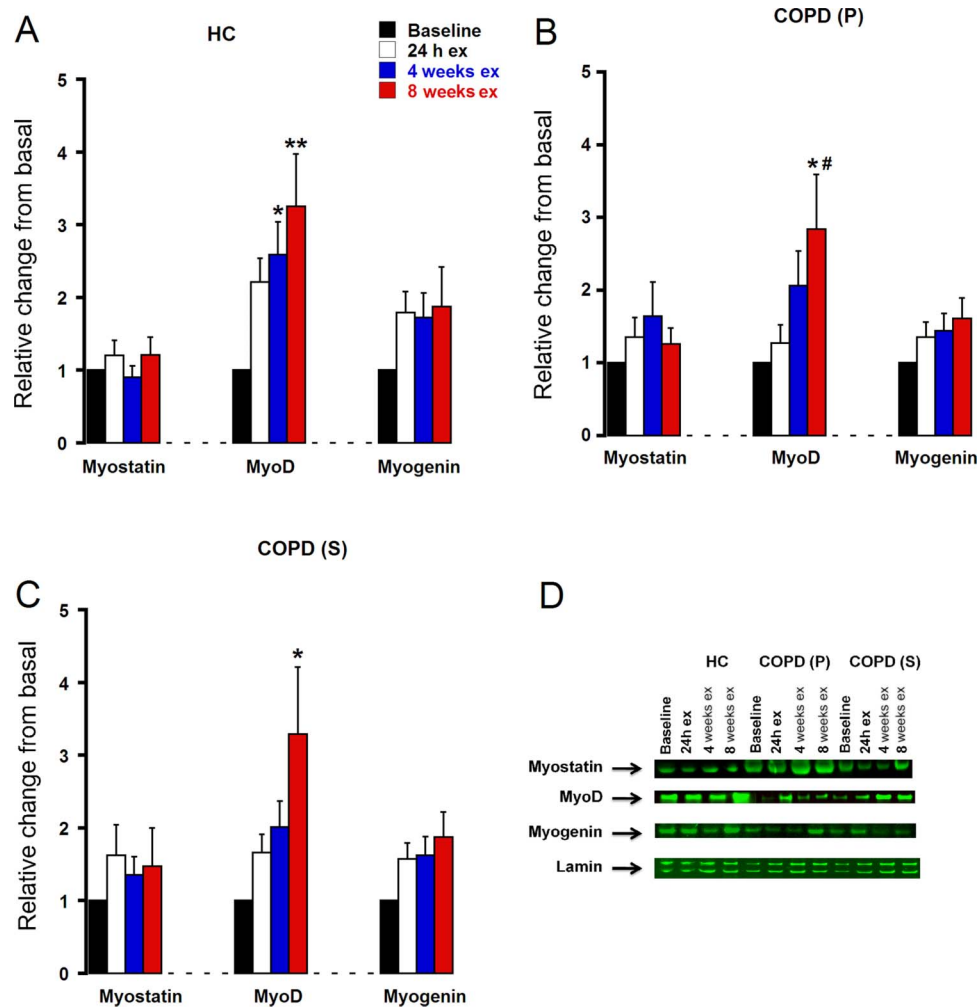 A
HC
Baseline
24 h ex
4 weeks ex
8 weeks ex
Relative change from basal
5
4
3
2
1
0
*
**
Myostatin
MyoD
Myogenin
B
COPD (P)
Relative change from basal
5
4
3
2
1
0
*#
Myostatin
MyoD
Myogenin
C
COPD (S)
Relative change from basal
5
4
3
2
1
0
*
Myostatin
MyoD
Myogenin
D
HC COPD (P) COPD (S)
Baseline
24h ex
4 weeks ex
8 weeks ex
Baseline
24h ex
4 weeks ex
8 weeks ex
Baseline
24h ex
4 weeks ex
8 weeks ex
Myostatin
MyoD
Myogenin
Lamin